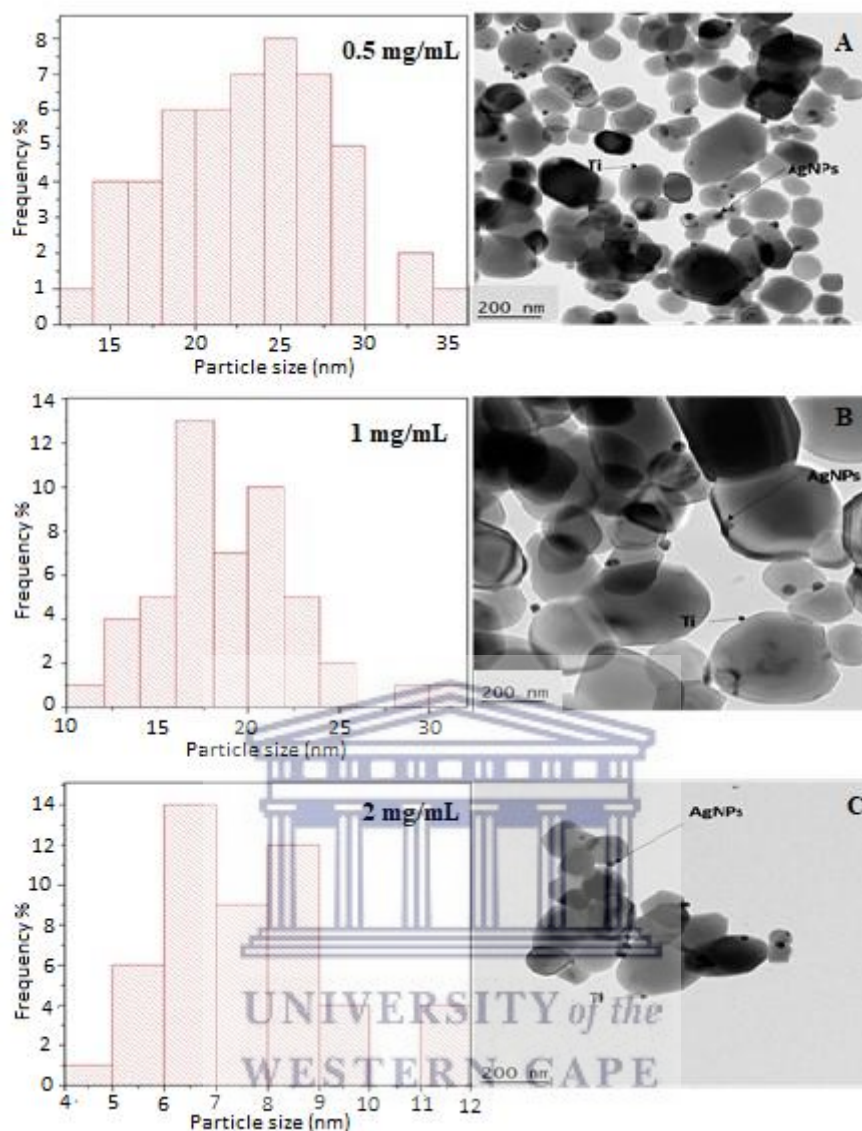 8
7
6
5
4
3
2
1
0
Frequency %
0.5 mg/mL
15 20 25 30 35
Particle size (nm)
A
Ti
AgNPs
200 nm
14
12
10
8
6
4
2
0
Frequency %
1 mg/mL
10 15 20 25 30
Particle size (nm)
B
AgNPs
Ti
200 nm
14
12
10
8
6
4
2
0
Frequency %
2 mg/mL
4 5 6 7 8 9 10 11 12
Particle size (nm)
C
AgNPs
Ti
200 nm
UNIVERSITY of the
WESTERN CAPE